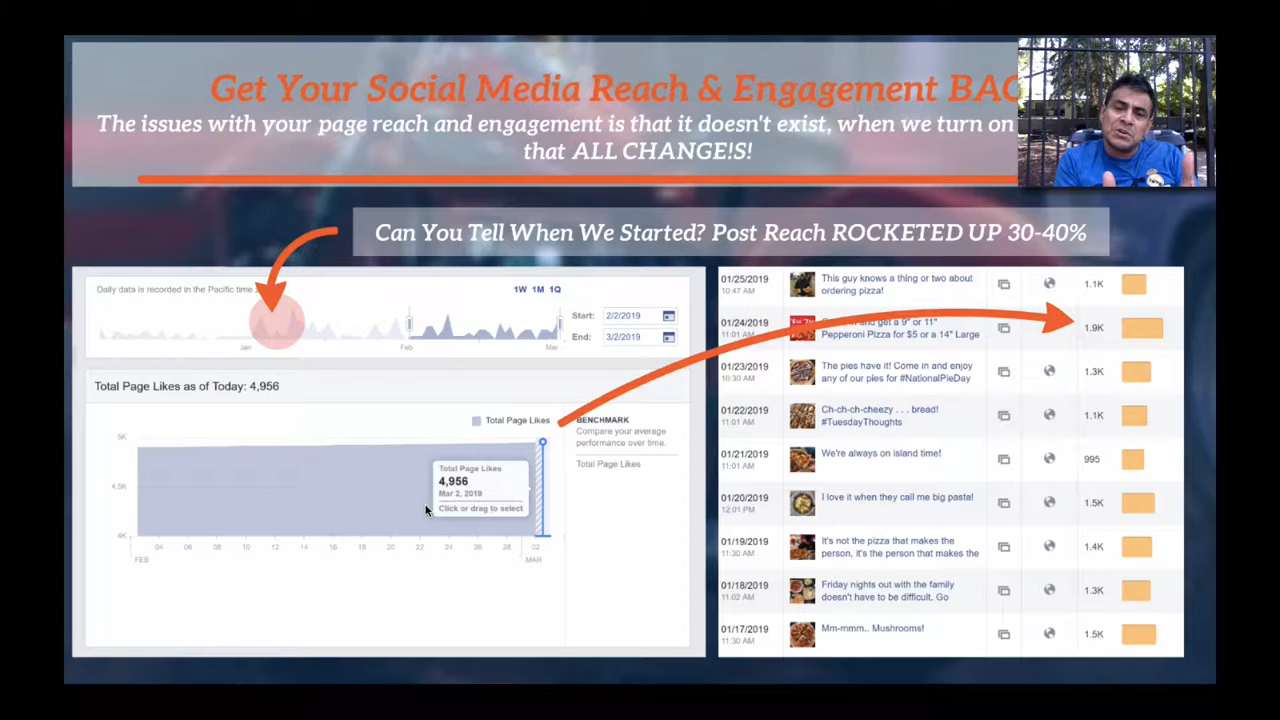 Get Your Social Media Reach & Engagement
The issues with your page reach and engagement is that it doesn't exist, when we turn on
that ALL CHANGE!S!
Can You Tell When We Started? Post Reach ROCKETED UP 30-40%
Daily data is recorded in the Pacific time
1W 1M 1Q
Start: 2/2/2019
End: 3/2/2019
Jan Feb Mar
Total Page Likes as of Today: 4,956
Total Page Likes
BENCHMARK
Compare your average
performance over time.
Total Page Likes
5K
4.5K
4K
Total Page Likes
4,956
Mar 2, 2019
Click or drag to select
04 06 08 10 12 14 16 18 20 22 24 26 28 02
FEB MAR
01/25/2019
10:47 AM
This guy knows a thing or two about
ordering pizza!
1.1K
01/24/2019
11:01 AM
and get a 9" or 11"
Pepperoni Pizza for $5 or a 14" Large
1.9K
01/23/2019
10:30 AM
The pies have it! Come in and enjoy
any of our pies for #NationalPieDay
1.3K
01/22/2019
11:01 AM
Ch-ch-ch-cheezy . . . bread!
#TuesdayThoughts
1.1K
01/21/2019
11:01 AM
We're always on island time!
995
01/20/2019
12:01 PM
I love it when they call me big pasta!
1.5K
01/19/2019
11:30 AM
It's not the pizza that makes the
person, it's the person that makes the
1.4K
01/18/2019
11:02 AM
Friday nights out with the family
doesn't have to be difficult. Go
1.3K
01/17/2019
11:30 AM
Mm-mmm.. Mushrooms!
1.5K